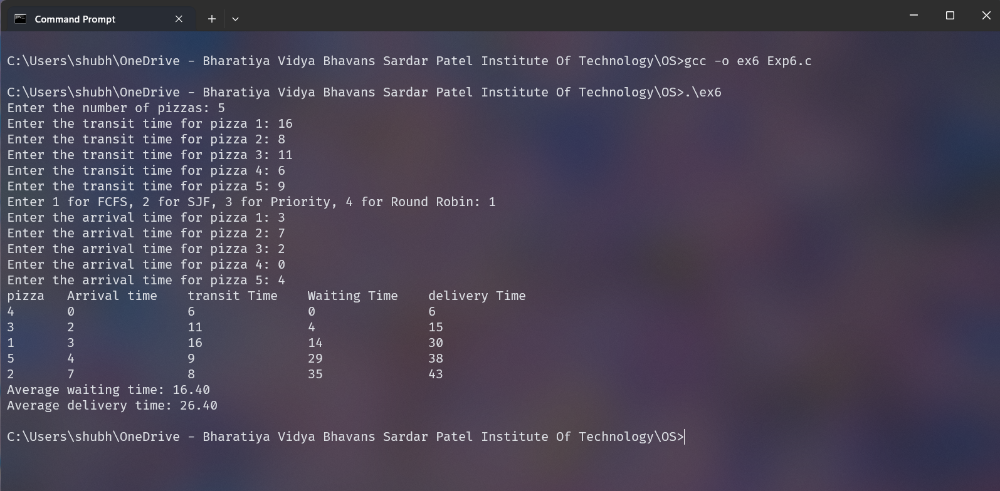 Command Prompt
C:\Users\shubh\OneDrive - Bharatiya Vidya Bhavans Sardar Patel Institute Of Technology\OS>gcc -o ex6 Exp6.c
C:\Users\shubh\OneDrive - Bharatiya Vidya Bhavans Sardar Patel Institute Of Technology\OS>.\ex6
Enter the number of pizzas: 5
Enter the transit time for pizza 1: 16
Enter the transit time for pizza 2: 8
Enter the transit time for pizza 3: 11
Enter the transit time for pizza 4: 6
Enter the transit time for pizza 5: 9
Enter 1 for FCFS, 2 for SJF, 3 for Priority, 4 for Round Robin: 1
Enter the arrival time for pizza 1: 3
Enter the arrival time for pizza 2: 7
Enter the arrival time for pizza 3: 2
Enter the arrival time for pizza 4: 0
Enter the arrival time for pizza 5: 4
pizza   Arrival time    transit Time    Waiting Time    delivery Time
4       0               6               0               6
3       2               11              4               15
1       3               16              14              30
5       4               9               29              38
2       7               8               35              43
Average waiting time: 16.40
Average delivery time: 26.40
C:\Users\shubh\OneDrive - Bharatiya Vidya Bhavans Sardar Patel Institute Of Technology\OS>